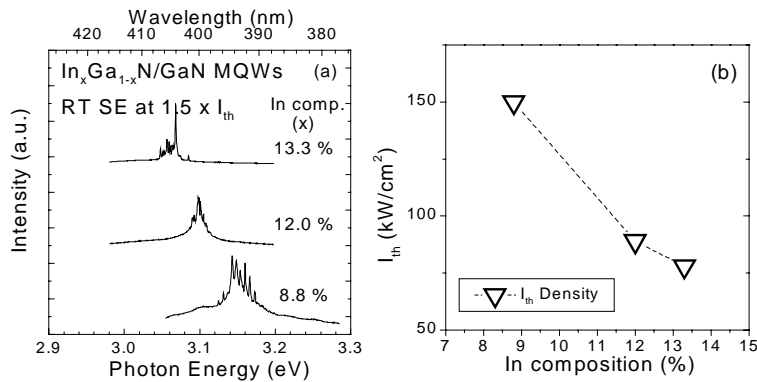 Wavelength (nm)
420 410 400 390 380
InₓGa₁₋ₓN/GaN MQWs (a)
RT SE at 1.5 x Iₜₕ
In comp.
(x)
13.3 %
12.0 %
8.8 %
Intensity (a.u.)
2.9 3.0 3.1 3.2 3.3
Photon Energy (eV)
(b)
150
100
50
Iₜₕ (kW/cm²)
Iₜₕ Density
7 8 9 10 11 12 13 14 15
In composition (%)